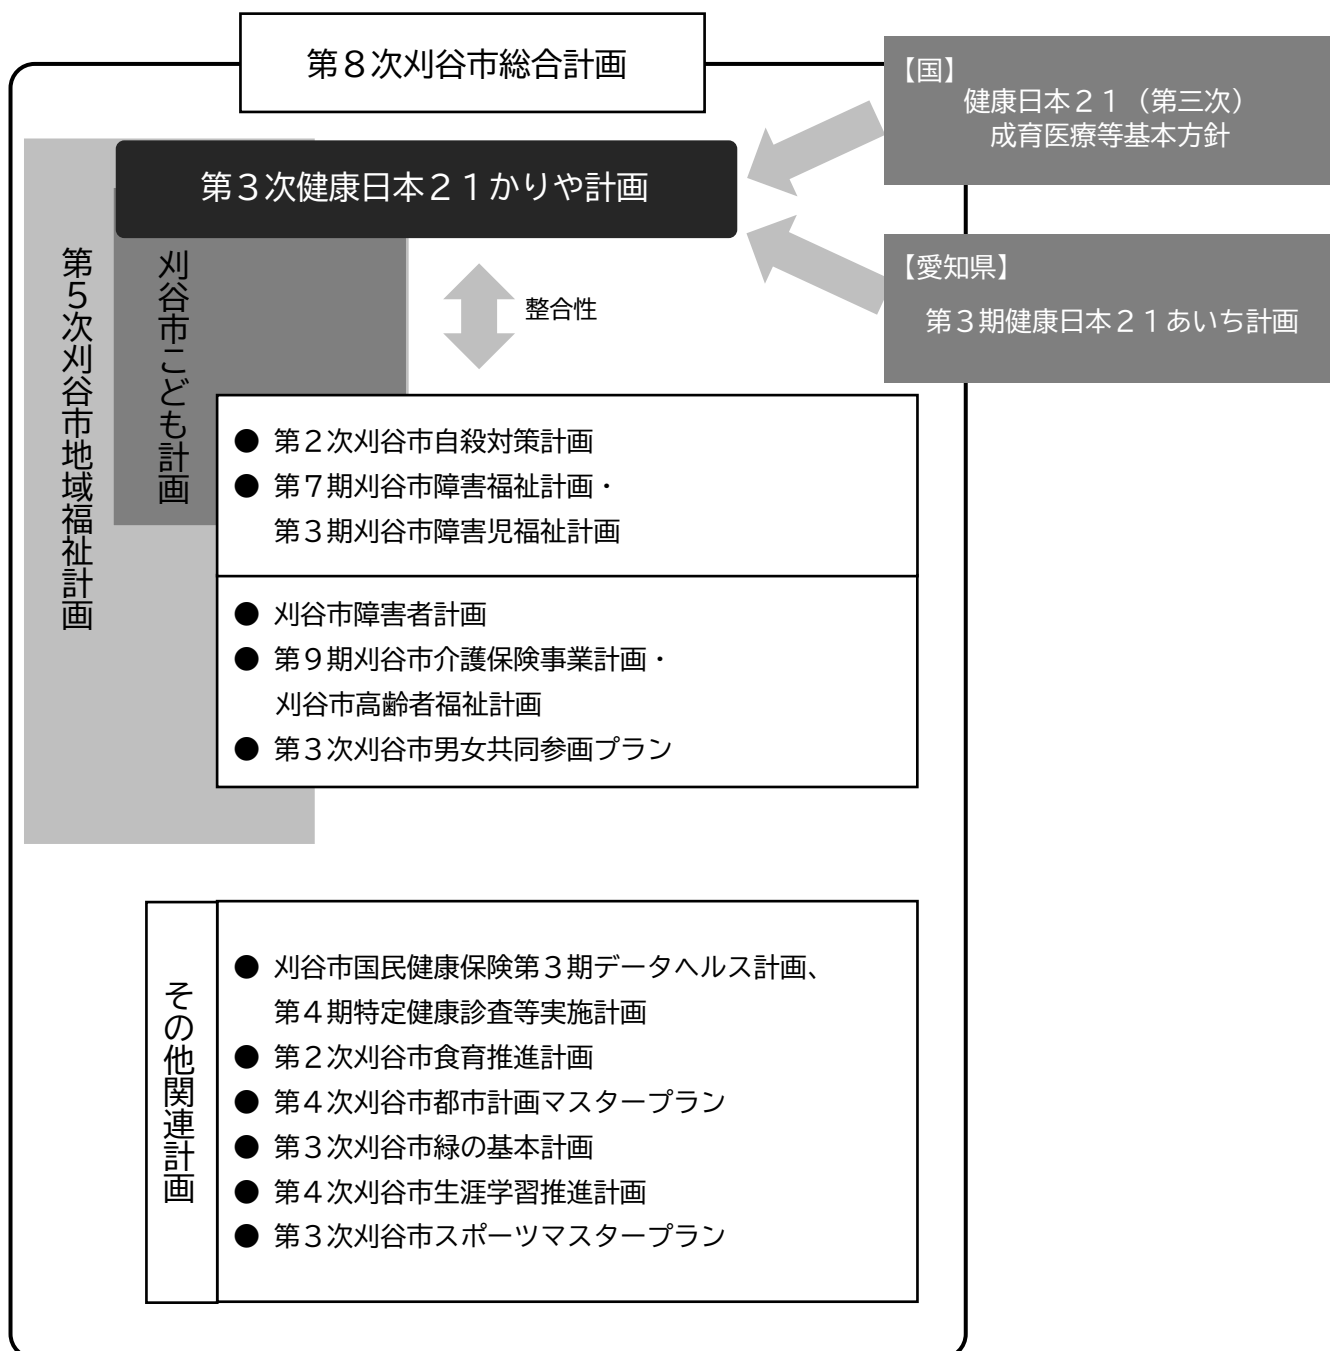 第８次刈谷市総合計画
【国】
健康日本２１（第三次）
成育医療等基本方針
第３次健康日本２１かりや計画
【愛知県】
第３期健康日本２１あいち計画
第５次刈谷市地域福祉計画
刈谷市こども計画
整合性
● 第２次刈谷市自殺対策計画
● 第７期刈谷市障害福祉計画・
第３期刈谷市障害児福祉計画
● 刈谷市障害者計画
● 第９期刈谷市介護保険事業計画・
刈谷市高齢者福祉計画
● 第３次刈谷市男女共同参画プラン
その他関連計画
● 刈谷市国民健康保険第３期データヘルス計画、
第４期特定健康診査等実施計画
● 第２次刈谷市食育推進計画
● 第４次刈谷市都市計画マスタープラン
● 第３次刈谷市緑の基本計画
● 第４次刈谷市生涯学習推進計画
● 第３次刈谷市スポーツマスタープラン